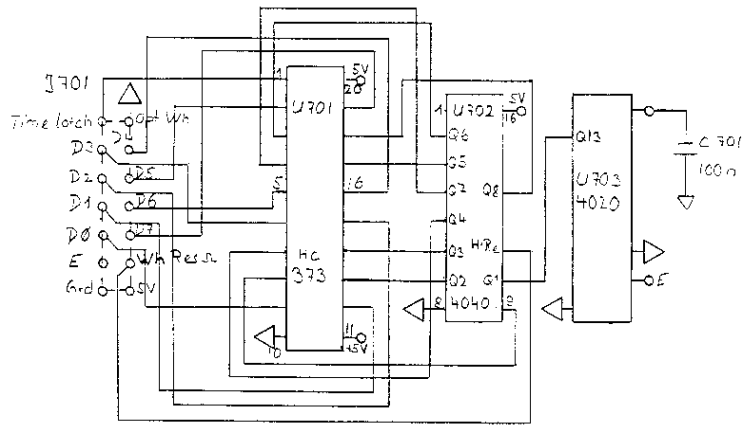 J701
Time latch Opt Wh
D3 D4
D2 D5
D1 D6
D0 D7
E Wh Res
Grd 5V
1 5V
20
U701
5 16
HC
373
10 11
+5V
1 U702 5V
16
Q6
Q5
Q7 Q8
Q4
Q3 HRe
Q2 Q1
8 4040 9
Q13
U703
4020
E
C701
100n